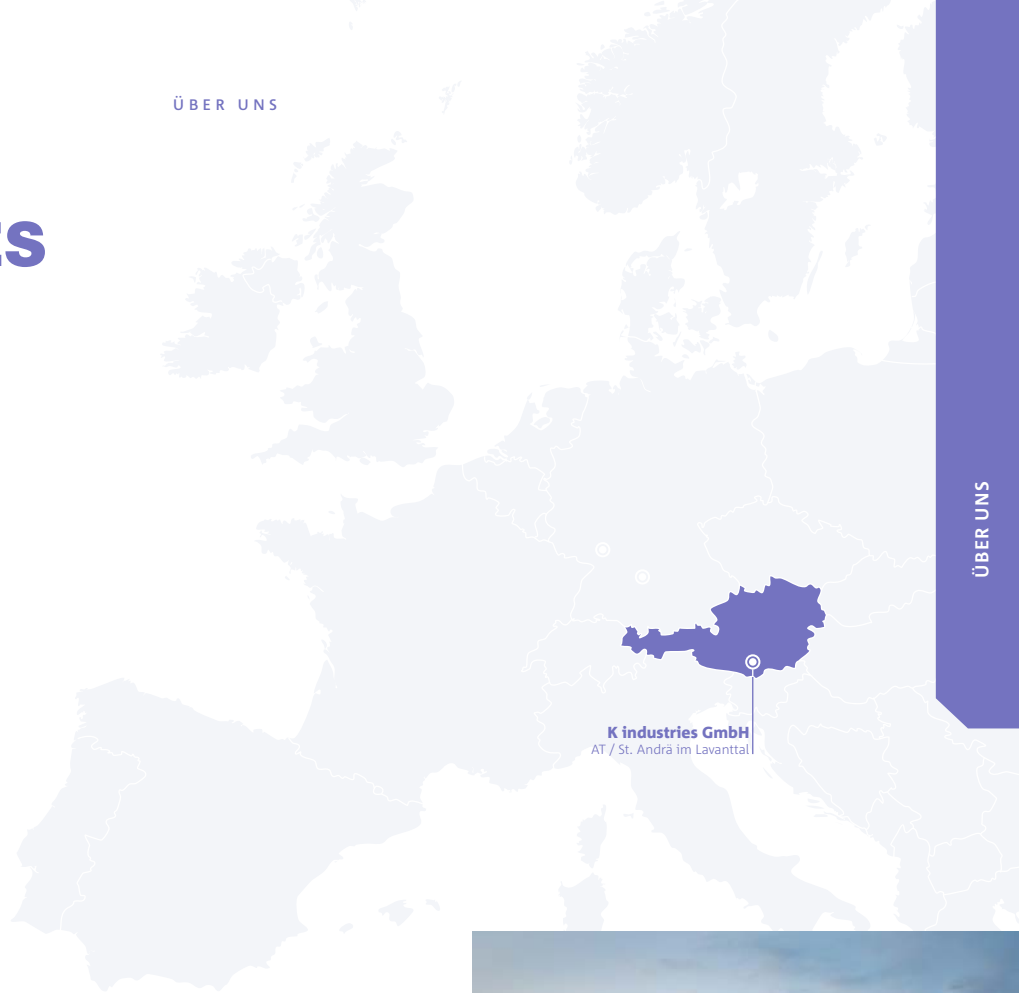 ÜBER UNS
ÜBER UNS
K industries GmbH
AT / St. Andrä im Lavanttal